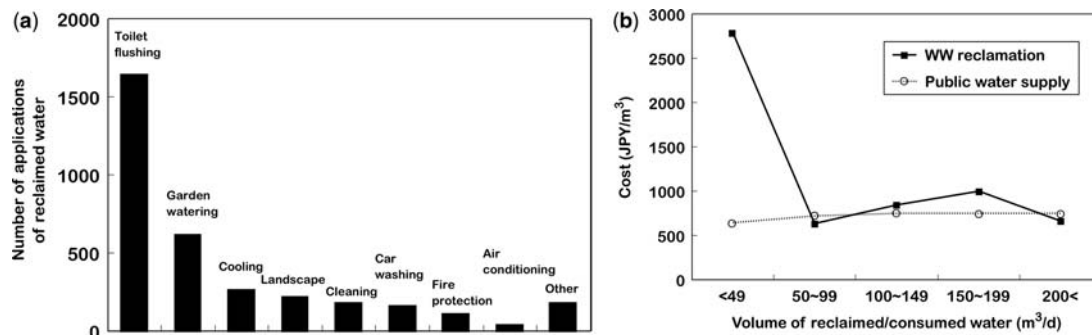 (a)
Number of applications
of reclaimed water
2000
1500
1000
500
0
Toilet
flushing
Garden
watering
Cooling
Landscape
Cleaning
Car
washing
Fire
protection
Air
conditioning
Other
(b)
Cost (JPY/m³)
3000
2500
2000
1500
1000
500
0
WW reclamation
Public water supply
<49
50~99
100~149
150~199
200<
Volume of reclaimed/consumed water (m³/d)